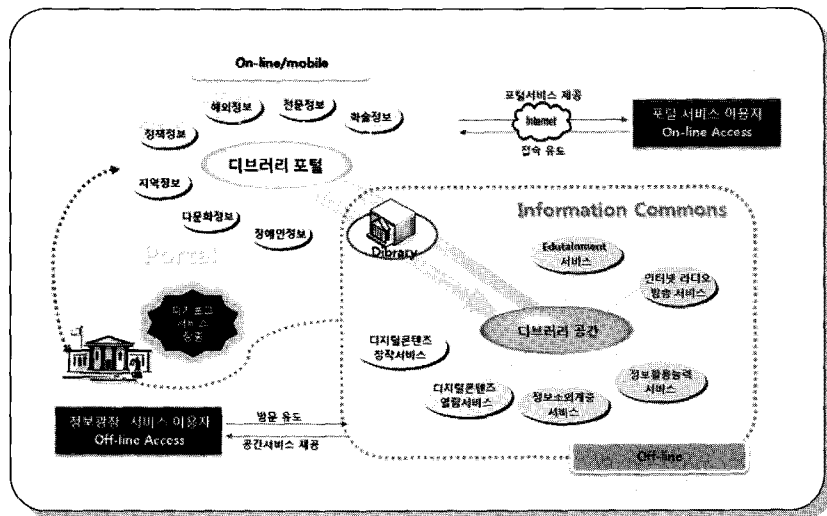 On-line/mobile
해외정보
전문정보
정책정보
학술정보
디브러리 포털
지역정보
다문화정보
장애인정보
Portal
포털서비스 제공
Internet
접속 유도
포털 서비스 이용자
On-line Access
Dibrary
Information Commons
Edutainment
서비스
인터넷 라디오
방송 서비스
디브러리 공간
디지털콘텐츠
창작서비스
디지털콘텐츠
열람서비스
정보소외계층
서비스
정보활용능력
서비스
서비스
정보광장 서비스 이용자
Off-line Access
방문 유도
공간서비스 제공
Off-line